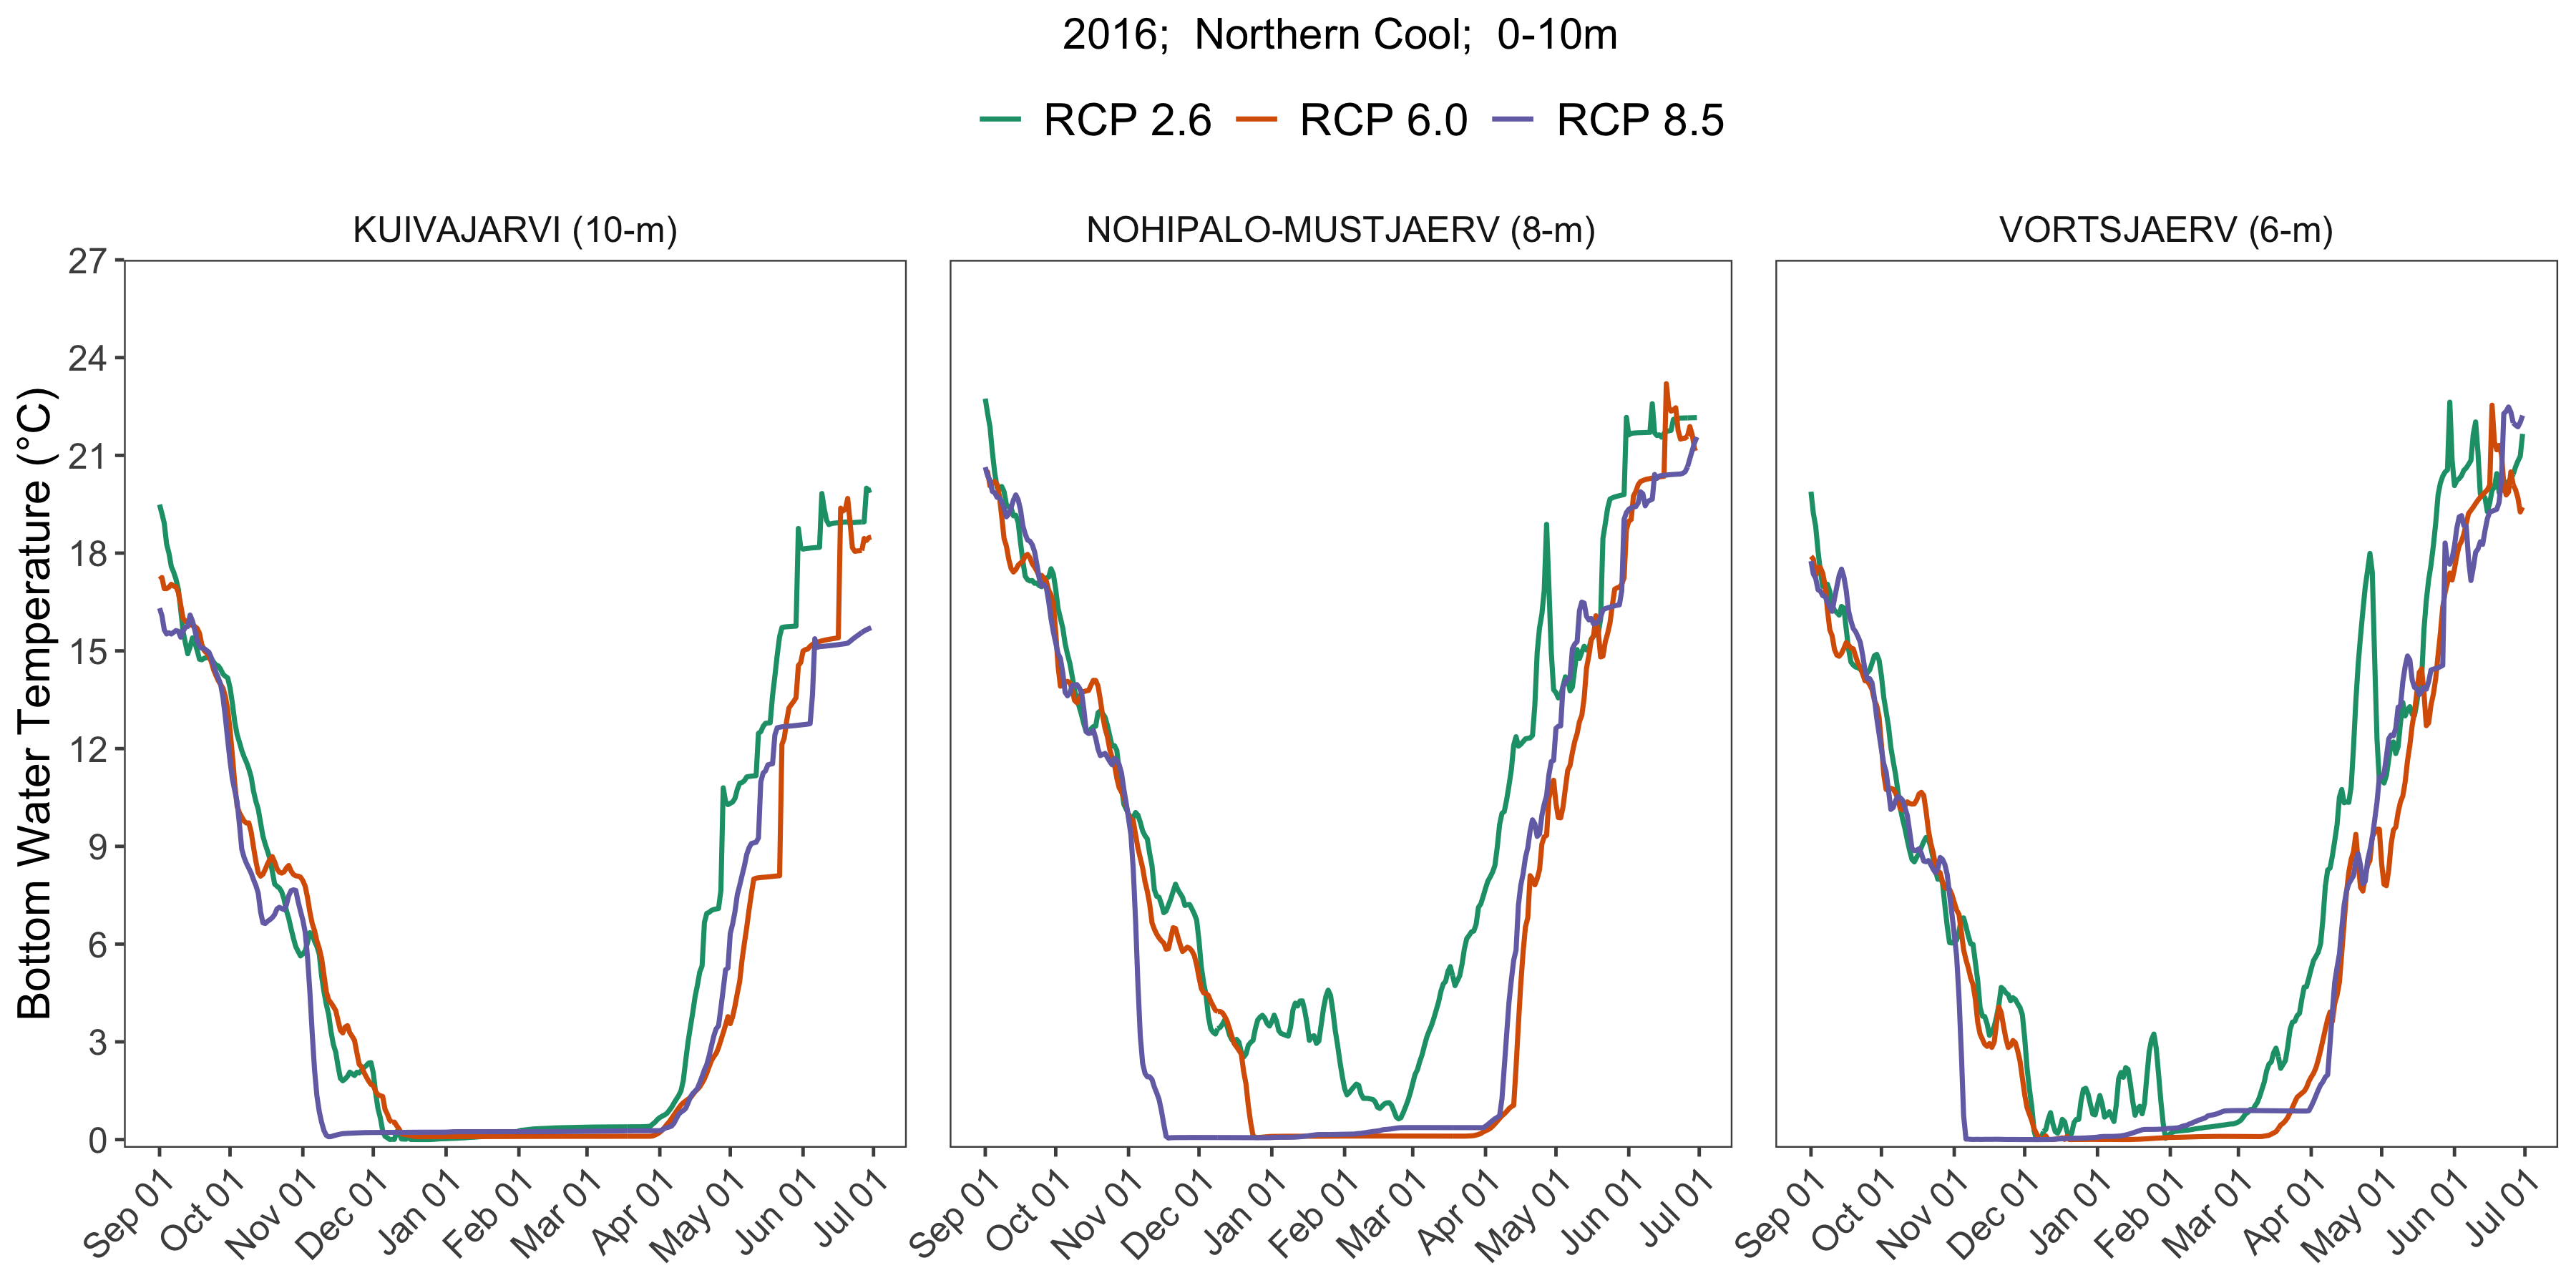 2016;  Northern Cool;  0-10m
RCP 2.6 RCP 6.0 RCP 8.5
KUIVAJARVI (10-m) NOHIPALO-MUSTJAERV (8-m) VORTSJAERV (6-m)
Bottom Water Temperature (°C)
27
24
21
18
15
12
9
6
3
0
Sep 01 Oct 01 Nov 01 Dec 01 Jan 01 Feb 01 Mar 01 Apr 01 May 01 Jun 01 Jul 01
Sep 01 Oct 01 Nov 01 Dec 01 Jan 01 Feb 01 Mar 01 Apr 01 May 01 Jun 01 Jul 01
Sep 01 Oct 01 Nov 01 Dec 01 Jan 01 Feb 01 Mar 01 Apr 01 May 01 Jun 01 Jul 01